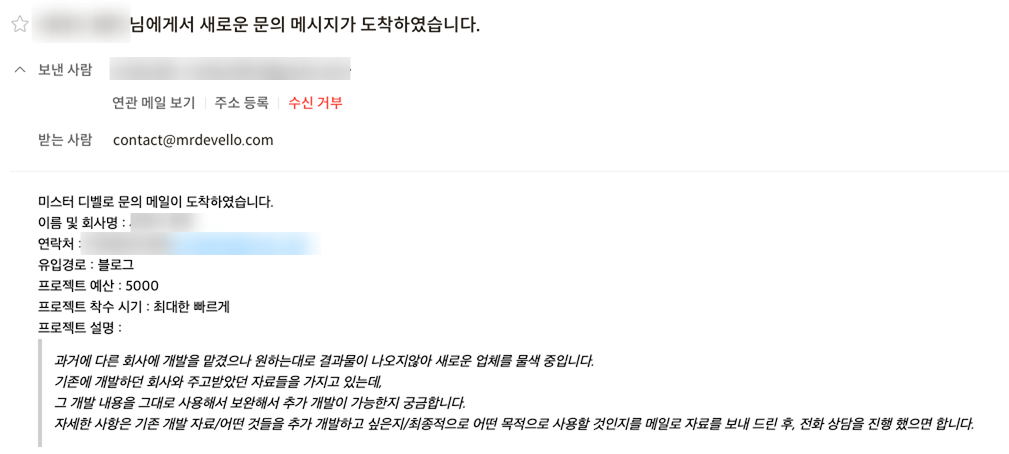 님에게서 새로운 문의 메시지가 도착하였습니다.
보낸 사람
연관 메일 보기 주소 등록 수신 거부
받는 사람 contact@mrdevello.com
미스터 디벨로 문의 메일이 도착하였습니다.
이름 및 회사명 :
연락처 :
유입경로 : 블로그
프로젝트 예산 : 5000
프로젝트 착수 시기 : 최대한 빠르게
프로젝트 설명 :
과거에 다른 회사에 개발을 맡겼으나 원하는대로 결과물이 나오지않아 새로운 업체를 물색 중입니다.
기존에 개발하던 회사와 주고받았던 자료들을 가지고 있는데,
그 개발 내용을 그대로 사용해서 보완해서 추가 개발이 가능한지 궁금합니다.
자세한 사항은 기존 개발 자료/어떤 것들을 추가 개발하고 싶은지/최종적으로 어떤 목적으로 사용할 것인지를 메일로 자료를 보내 드린 후, 전화 상담을 진행 했으면 합니다.